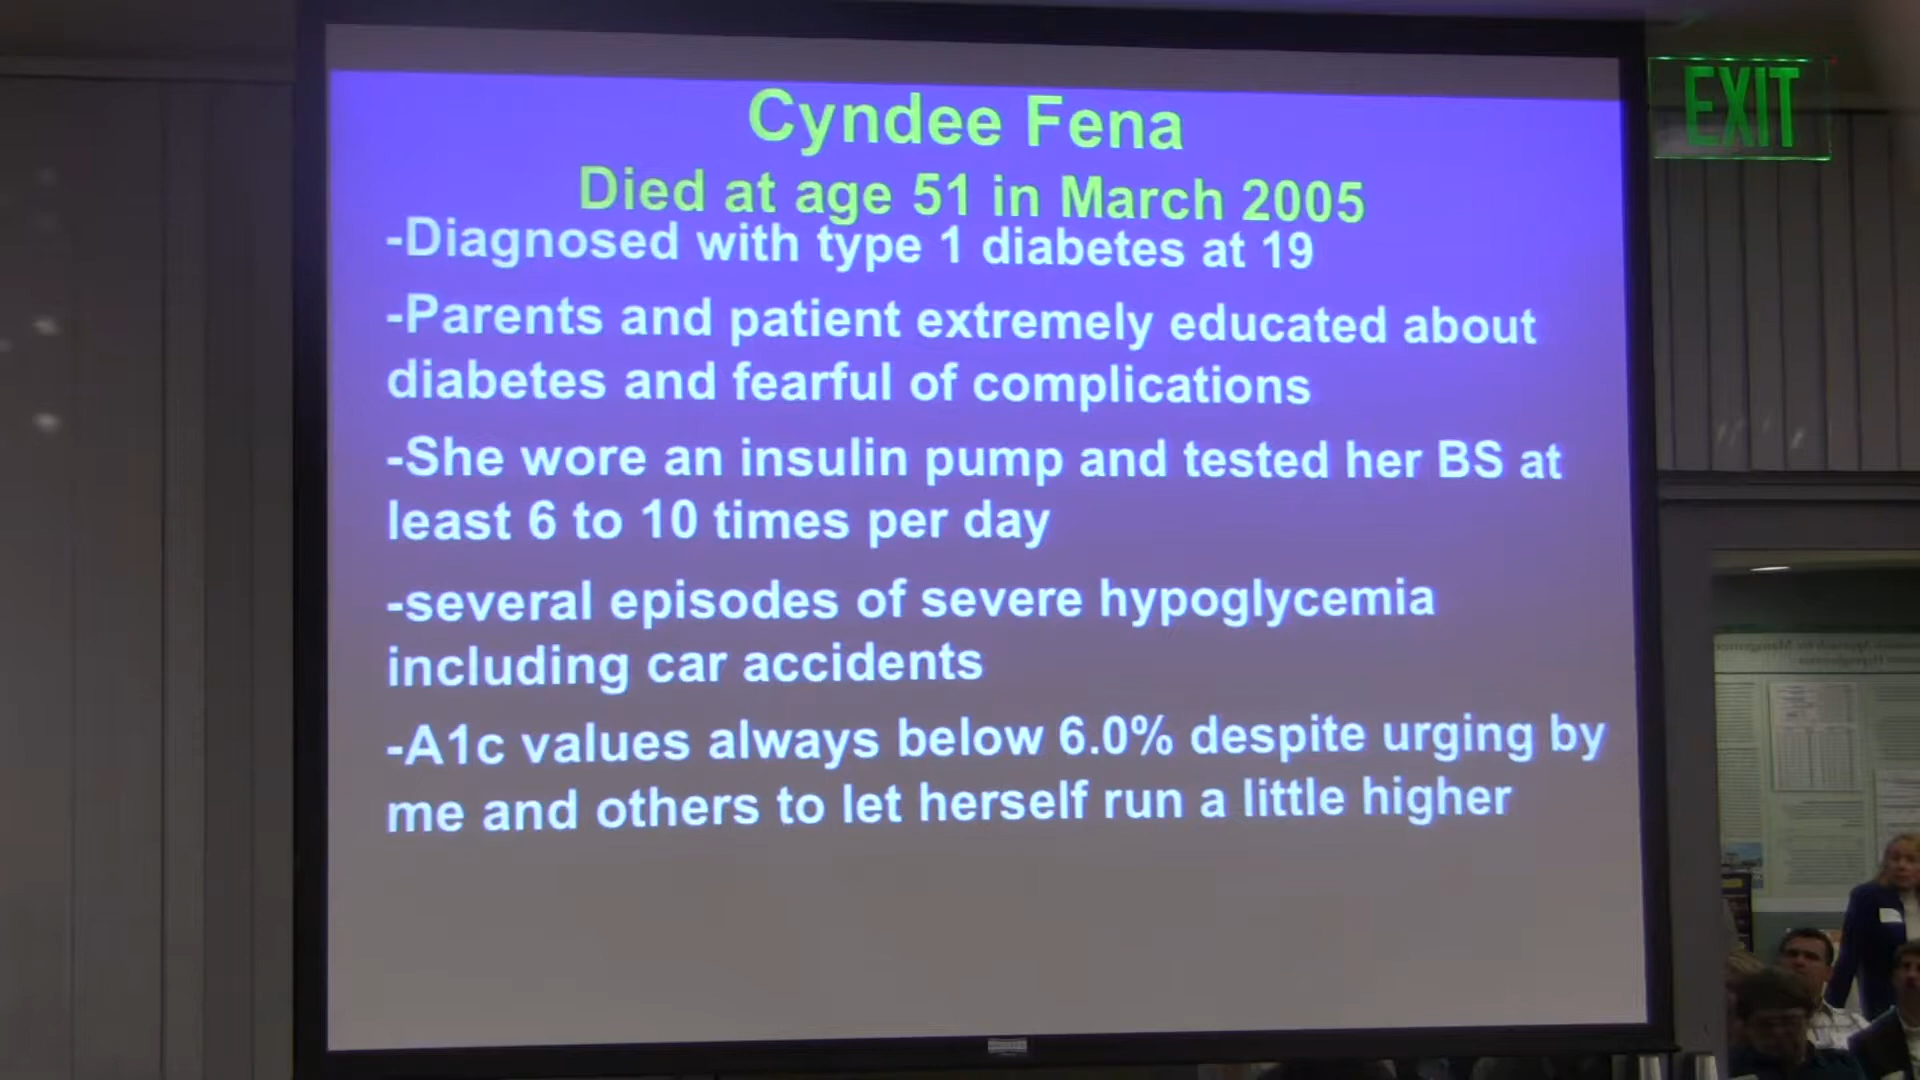 Cyndee Fena
Died at age 51 in March 2005
-Diagnosed with type 1 diabetes at 19
-Parents and patient extremely educated about
diabetes and fearful of complications
-She wore an insulin pump and tested her BS at
least 6 to 10 times per day
-several episodes of severe hypoglycemia
including car accidents
-A1c values always below 6.0% despite urging by
me and others to let herself run a little higher
EXIT